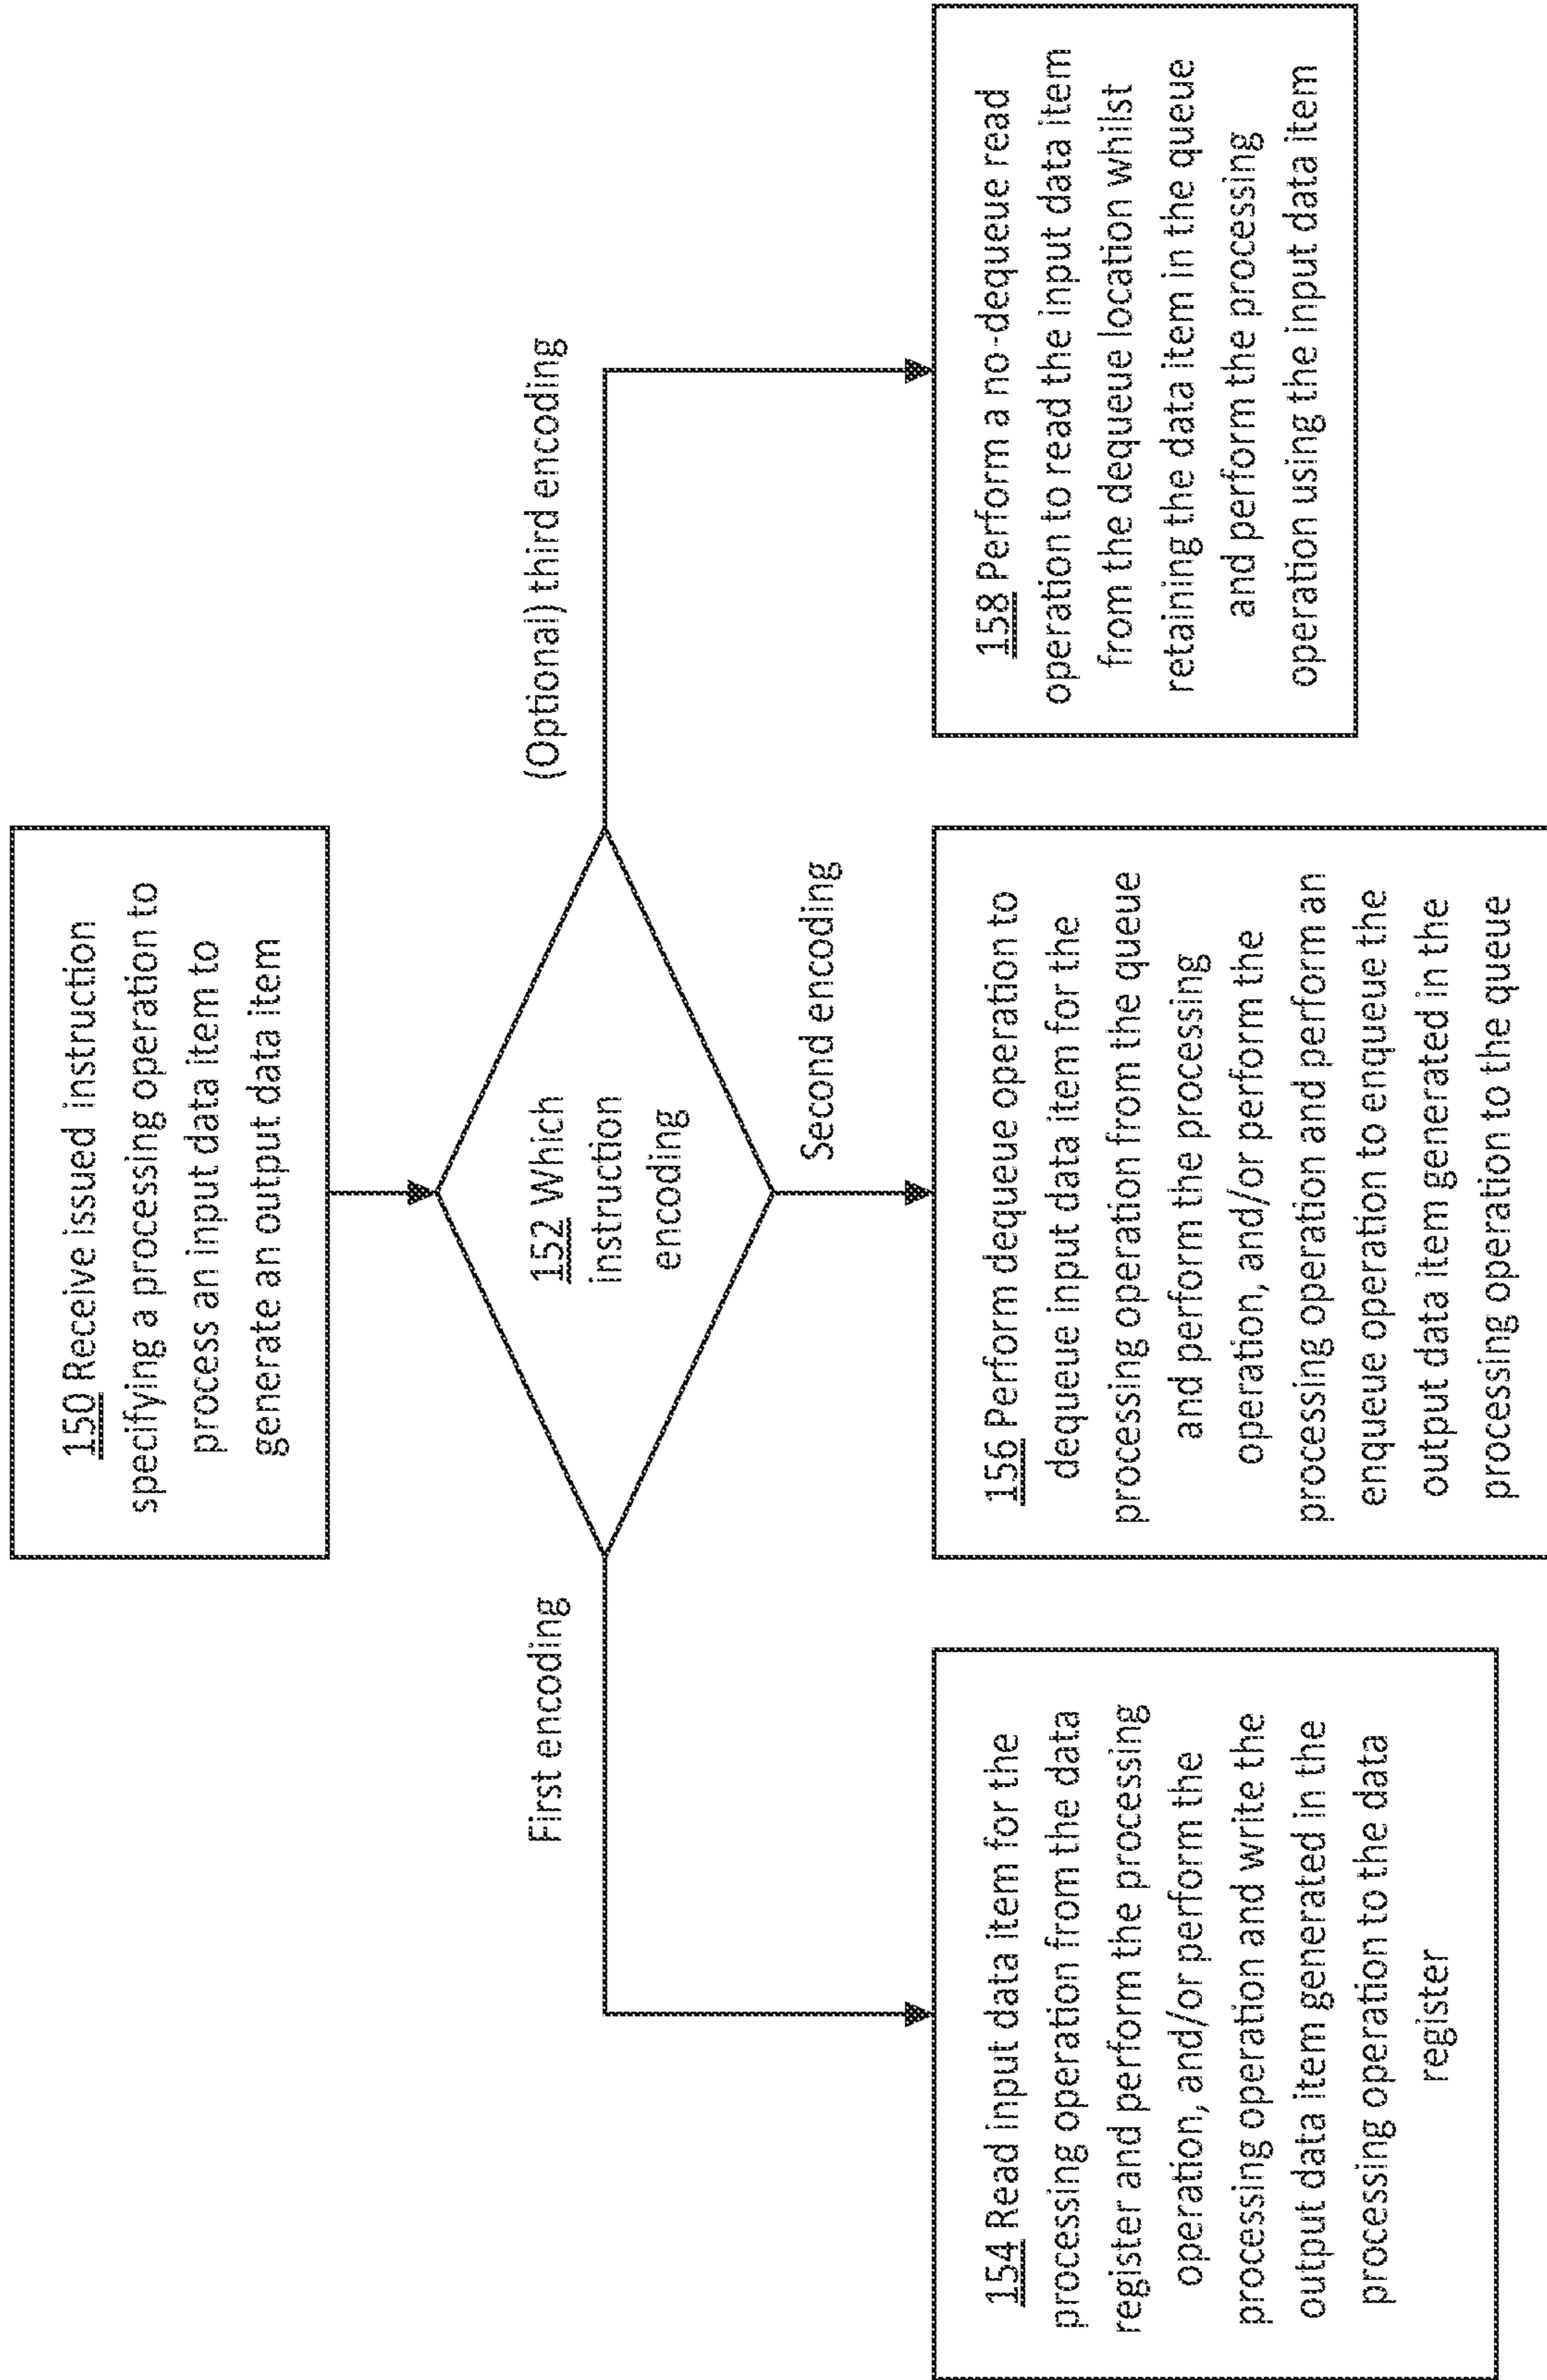 150 Receive issued instruction
specifying a processing operation to
process an input data item to
generate an output data item
152 Which
instruction
encoding
First encoding
Second encoding
(Optional) third encoding
154 Read input data item for the
processing operation from the data
register and perform the processing
operation, and/or perform the
processing operation and write the
output data item generated in the
processing operation to the data
register
156 Perform dequeue operation to
dequeue input data item for the
processing operation from the queue
and perform the processing
operation, and/or perform the
processing operation and perform an
enqueue operation to enqueue the
output data item generated in the
processing operation to the queue
158 Perform a no-dequeue read
operation to read the input data item
from the dequeue location whilst
retaining the data item in the queue
and perform the processing
operation using the input data item